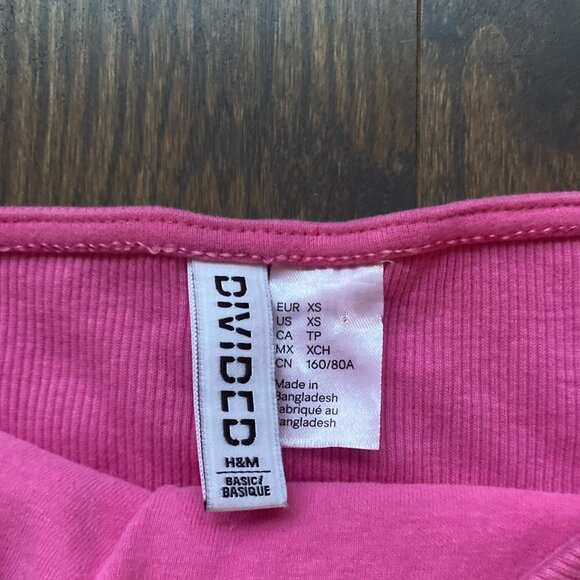 DIVIDED
H&M
BASIC/
BASIQUE
EUR XS
US XS
CA TP
MX XCH
CN 160/80A
Made in
Bangladesh
Fabriqué au
Bangladesh